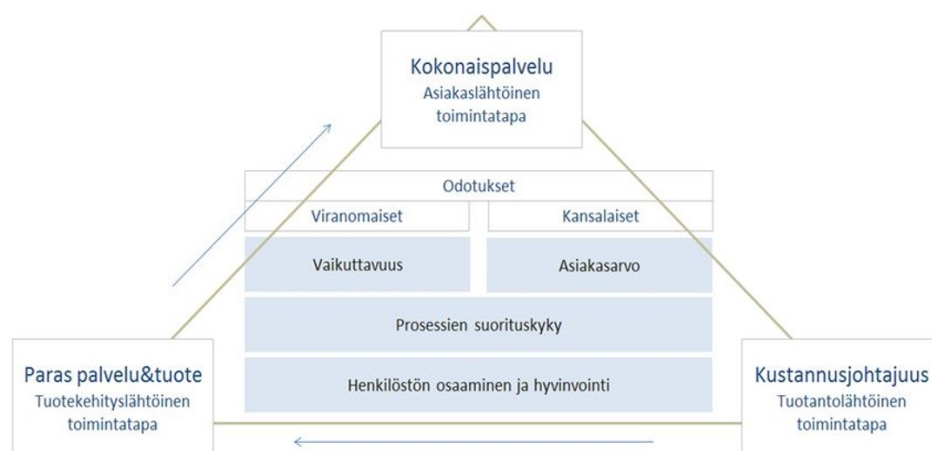 Kokonaispalvelu
Asiakaslähtöinen
toimintatapa
Odotukset
Viranomaiset
Kansalaiset
Vaikuttavuus
Asiakasarvo
Prosessien suorituskyky
Henkilöstön osaaminen ja hyvinvointi
Paras palvelu&tuote
Tuotekehityslähtöinen
toimintatapa
Kustannusjohtajuus
Tuotantolähtöinen
toimintatapa